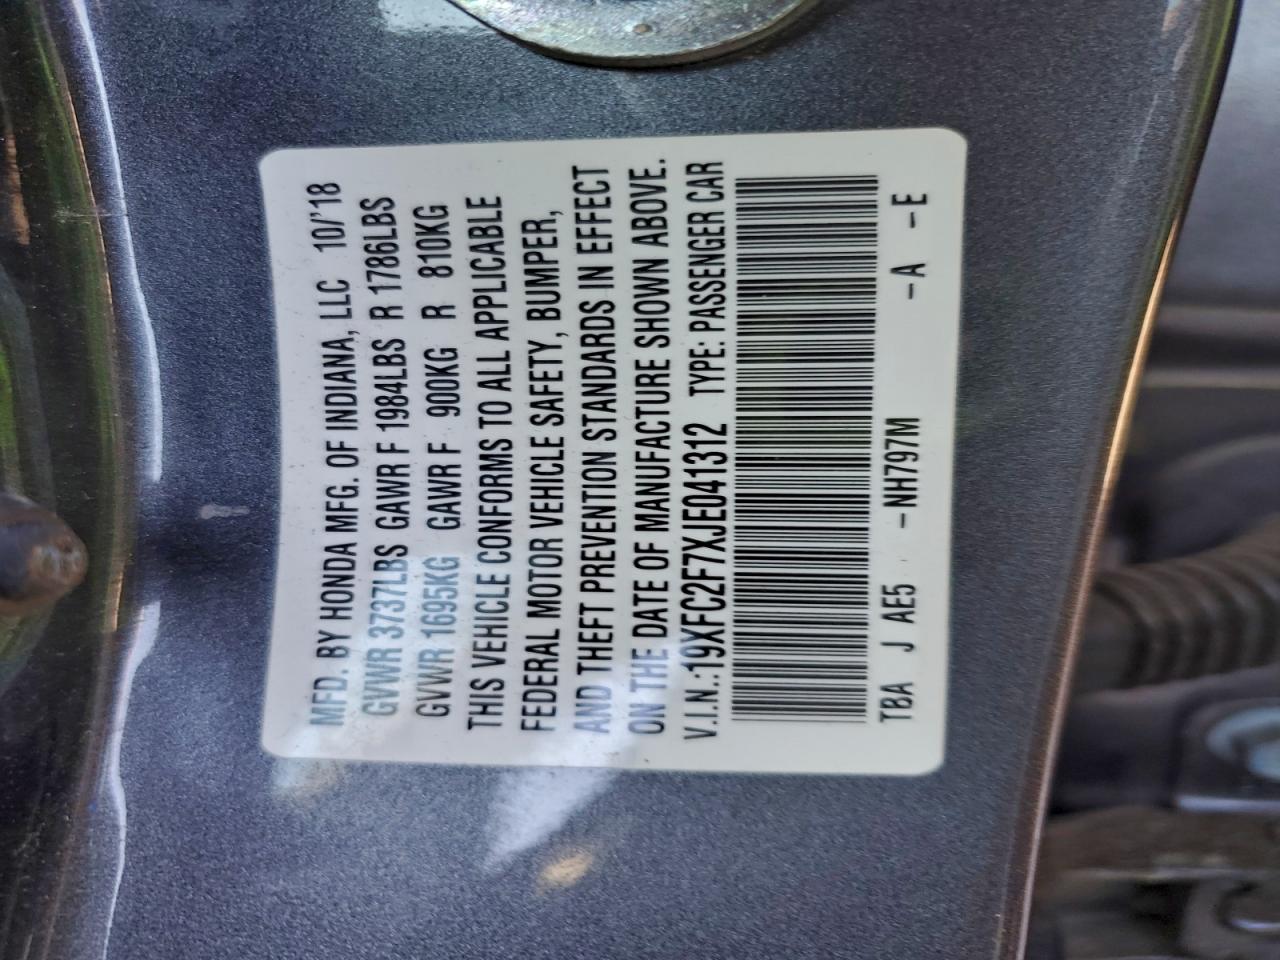 MFD. BY HONDA MFG. OF INDIANA, LLC 10/'18
GVWR 3737LBS GAWR F 1984LBS R 1786LBS
GVWR 1695KG GAWR F 900KG R 810KG
THIS VEHICLE CONFORMS TO ALL APPLICABLE
FEDERAL MOTOR VEHICLE SAFETY, BUMPER,
AND THEFT PREVENTION STANDARDS IN EFFECT
ON THE DATE OF MANUFACTURE SHOWN ABOVE.
V.I.N.:19XFC2F7XJE041312 TYPE: PASSENGER CAR
TBA J AE5 -NH797M -A -E